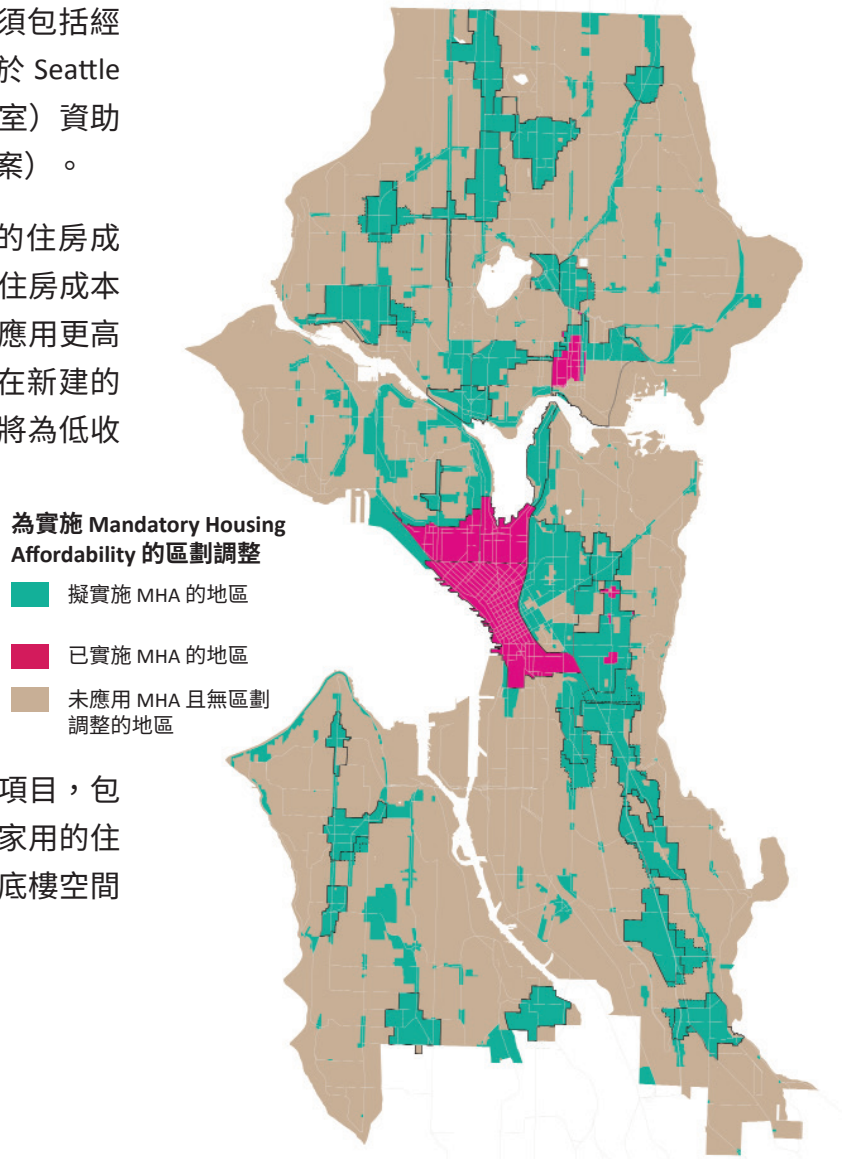 須包括經
於 Seattle
室）資助
案）。
的住房成
住房成本
應用更高
在新建的
將為低收
為實施 Mandatory Housing
Affordability 的區劃調整
擬實施 MHA 的地區
已實施 MHA 的地區
未應用 MHA 且無區劃
調整的地區
項目，包
家用的住
底樓空間